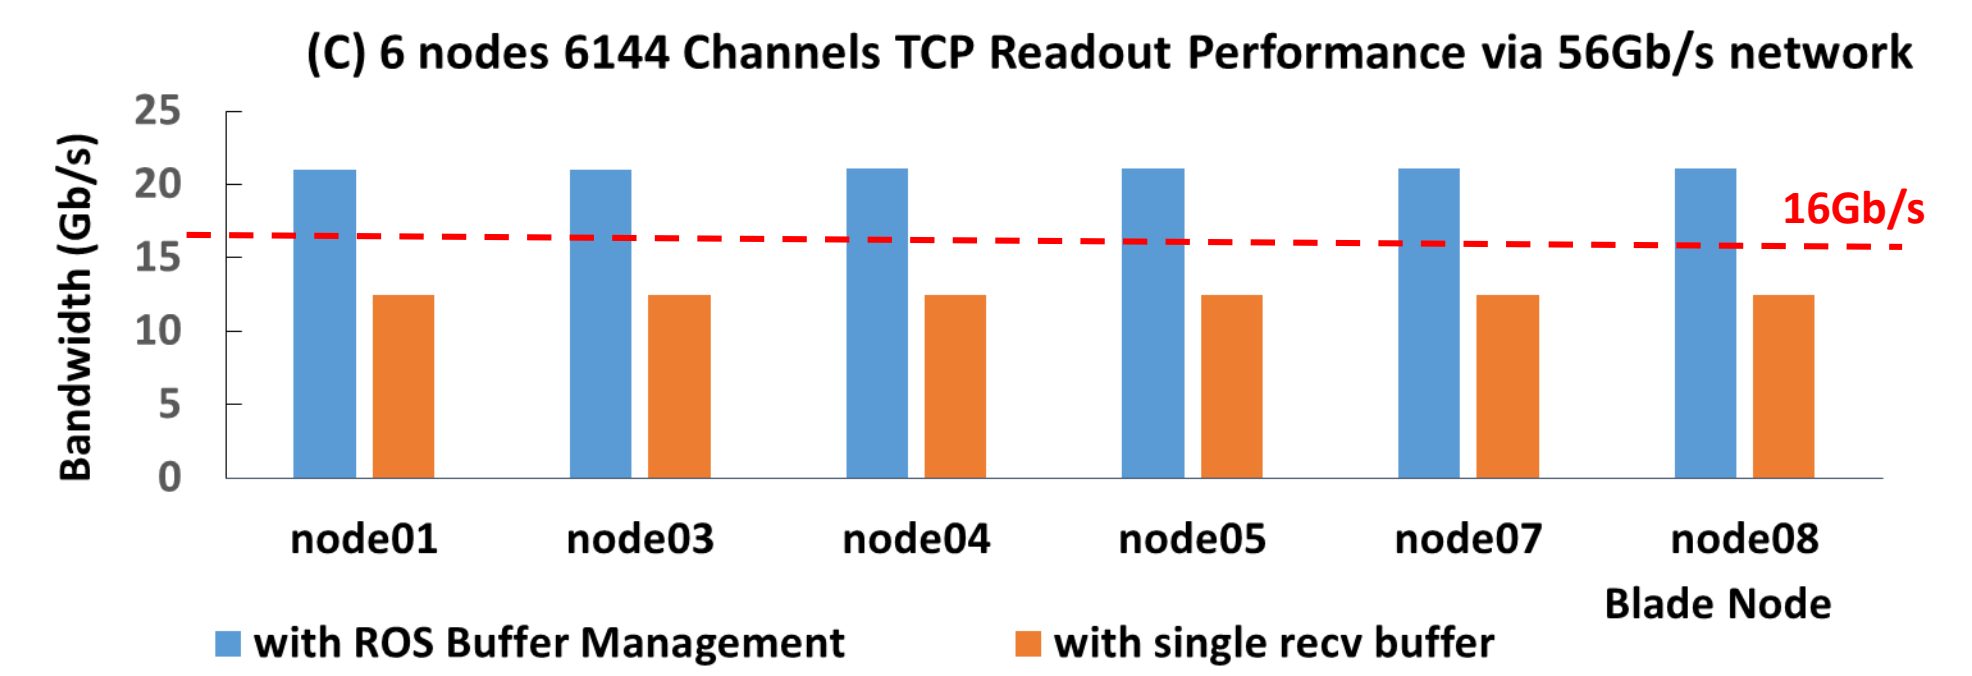 (C) 6 nodes 6144 Channels TCP Readout Performance via 56Gb/s network
Bandwidth (Gb/s)
25
20
15
10
5
0
16Gb/s
node01 node03 node04 node05 node07 node08
Blade Node
with ROS Buffer Management with single recv buffer